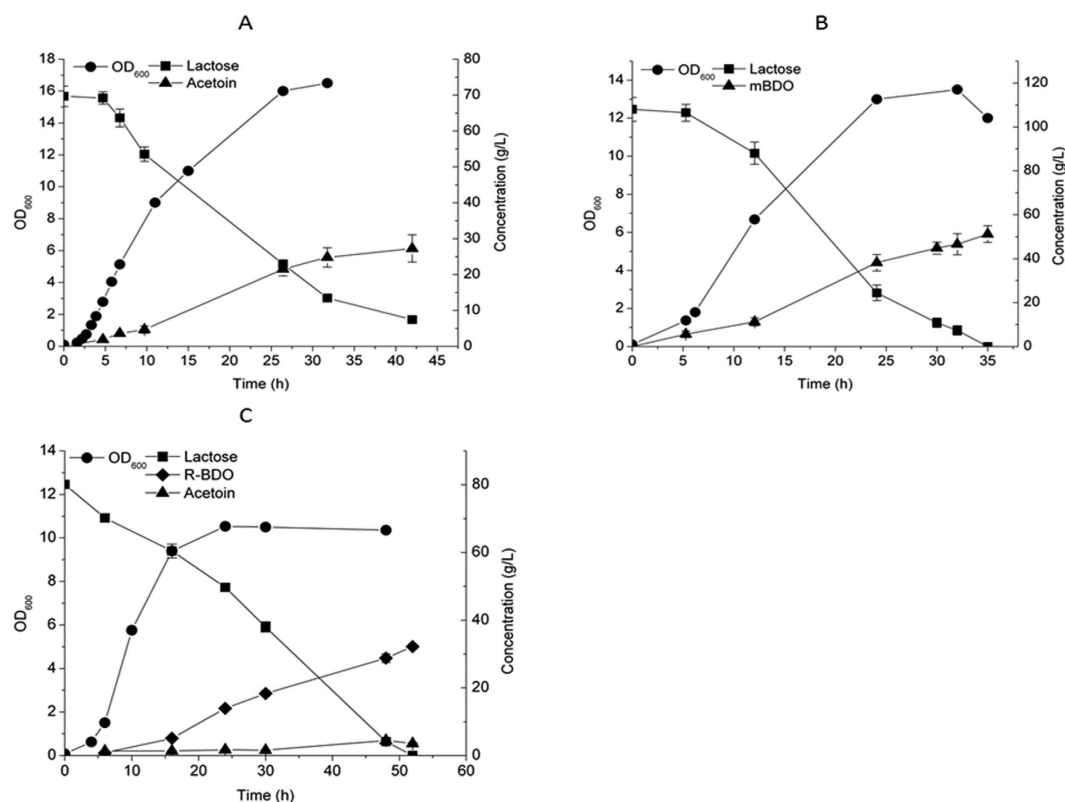 A
OD600 Lactose
Acetoin
18
16
14
12
10
8
6
4
2
0
OD600
80
70
60
50
40
30
20
10
0
Concentration (g/L)
0 5 10 15 20 25 30 35 40 45
Time (h)
B
OD600 Lactose
mBDO
14
12
10
8
6
4
2
0
OD600
120
100
80
60
40
20
0
Concentration (g/L)
0 5 10 15 20 25 30 35
Time (h)
C
OD600 Lactose
R-BDO
Acetoin
14
12
10
8
6
4
2
0
OD600
80
60
40
20
0
Concentration (g/L)
0 10 20 30 40 50 60
Time (h)